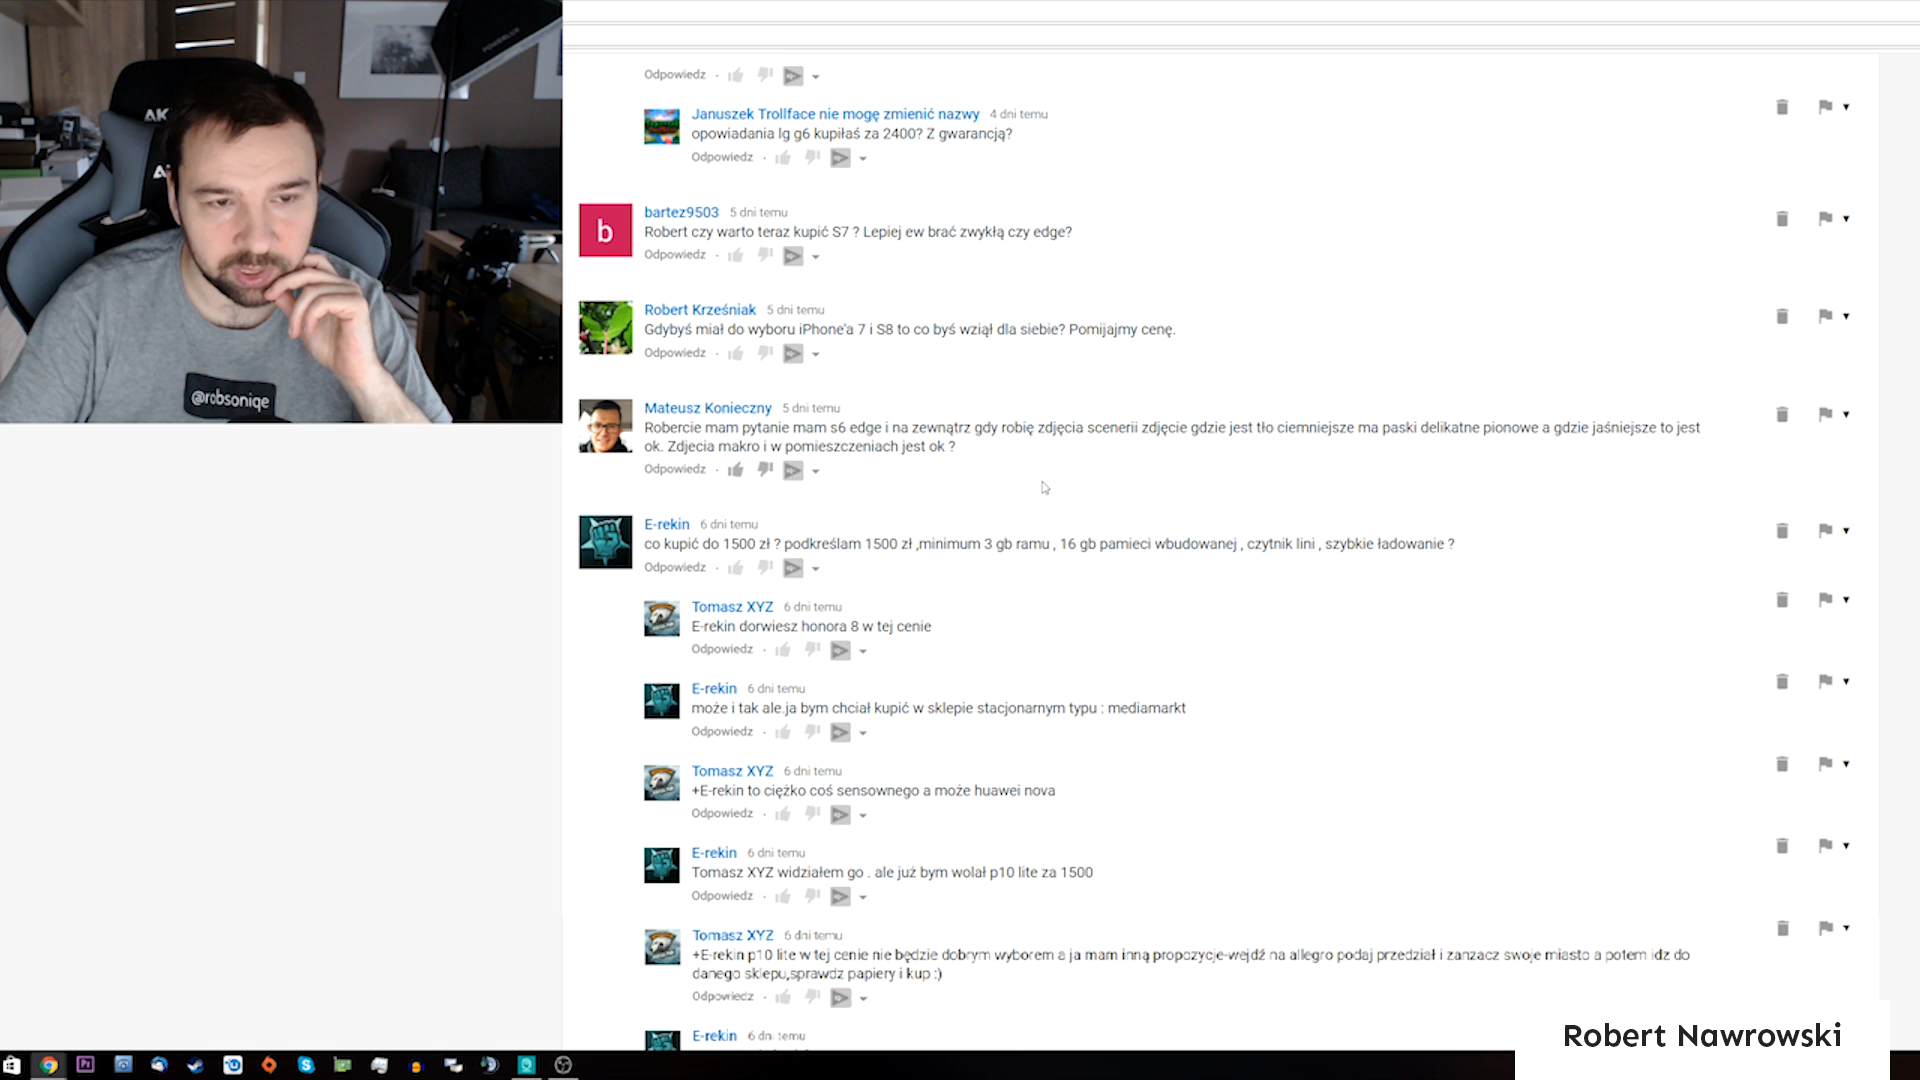 Odpowiedz
Januszek Trollface nie mogę zmienić nazwy 4 dni temu
opowiadania lg g6 kupiłaś za 2400? Z gwarancją?
Odpowiedz
b
bartez9503 5 dni temu
Robert czy warto teraz kupić S7 ? Lepiej ew brać zwykłą czy edge?
Odpowiedz
Robert Krześniak 5 dni temu
Gdybyś miał do wyboru iPhone'a 7 i S8 to co byś wziął dla siebie? Pomijajmy cenę.
Odpowiedz
Mateusz Konieczny 5 dni temu
Robercie mam pytanie mam s6 edge i na zewnątrz gdy robię zdjęcia scenerii zdjęcie gdzie jest tło ciemniejsze ma paski delikatne pionowe a gdzie jaśniejsze to jest
ok. Zdjecia makro i w pomieszczeniach jest ok ?
Odpowiedz
E-rekin 6 dni temu
co kupić do 1500 zł ? podkreślam 1500 zł ,minimum 3 gb ramu , 16 gb pamieci wbudowanej , czytnik lini , szybkie ładowanie ?
Odpowiedz
Tomasz XYZ 6 dni temu
E-rekin dorwiesz honora 8 w tej cenie
Odpowiedz
E-rekin 6 dni temu
może i tak ale.ja bym chciał kupić w sklepie stacjonarnym typu : mediamarkt
Odpowiedz
Tomasz XYZ 6 dni temu
+E-rekin to ciężko coś sensownego a może huawei nova
Odpowiedz
E-rekin 6 dni temu
Tomasz XYZ widziałem go . ale już bym wolał p10 lite za 1500
Odpowiedz
Tomasz XYZ 6 dni temu
+E-rekin p10 lite w tej cenie nie będzie dobrym wyborem a ja mam inną propozycje-wejdź na allegro podaj przedział i zanzacz swoje miasto a potem idz do
danego sklepu,sprawdz papiery i kup :)
Odpowiedz
E-rekin 6 dni temu
@robsoniqe
Robert Nawrowski